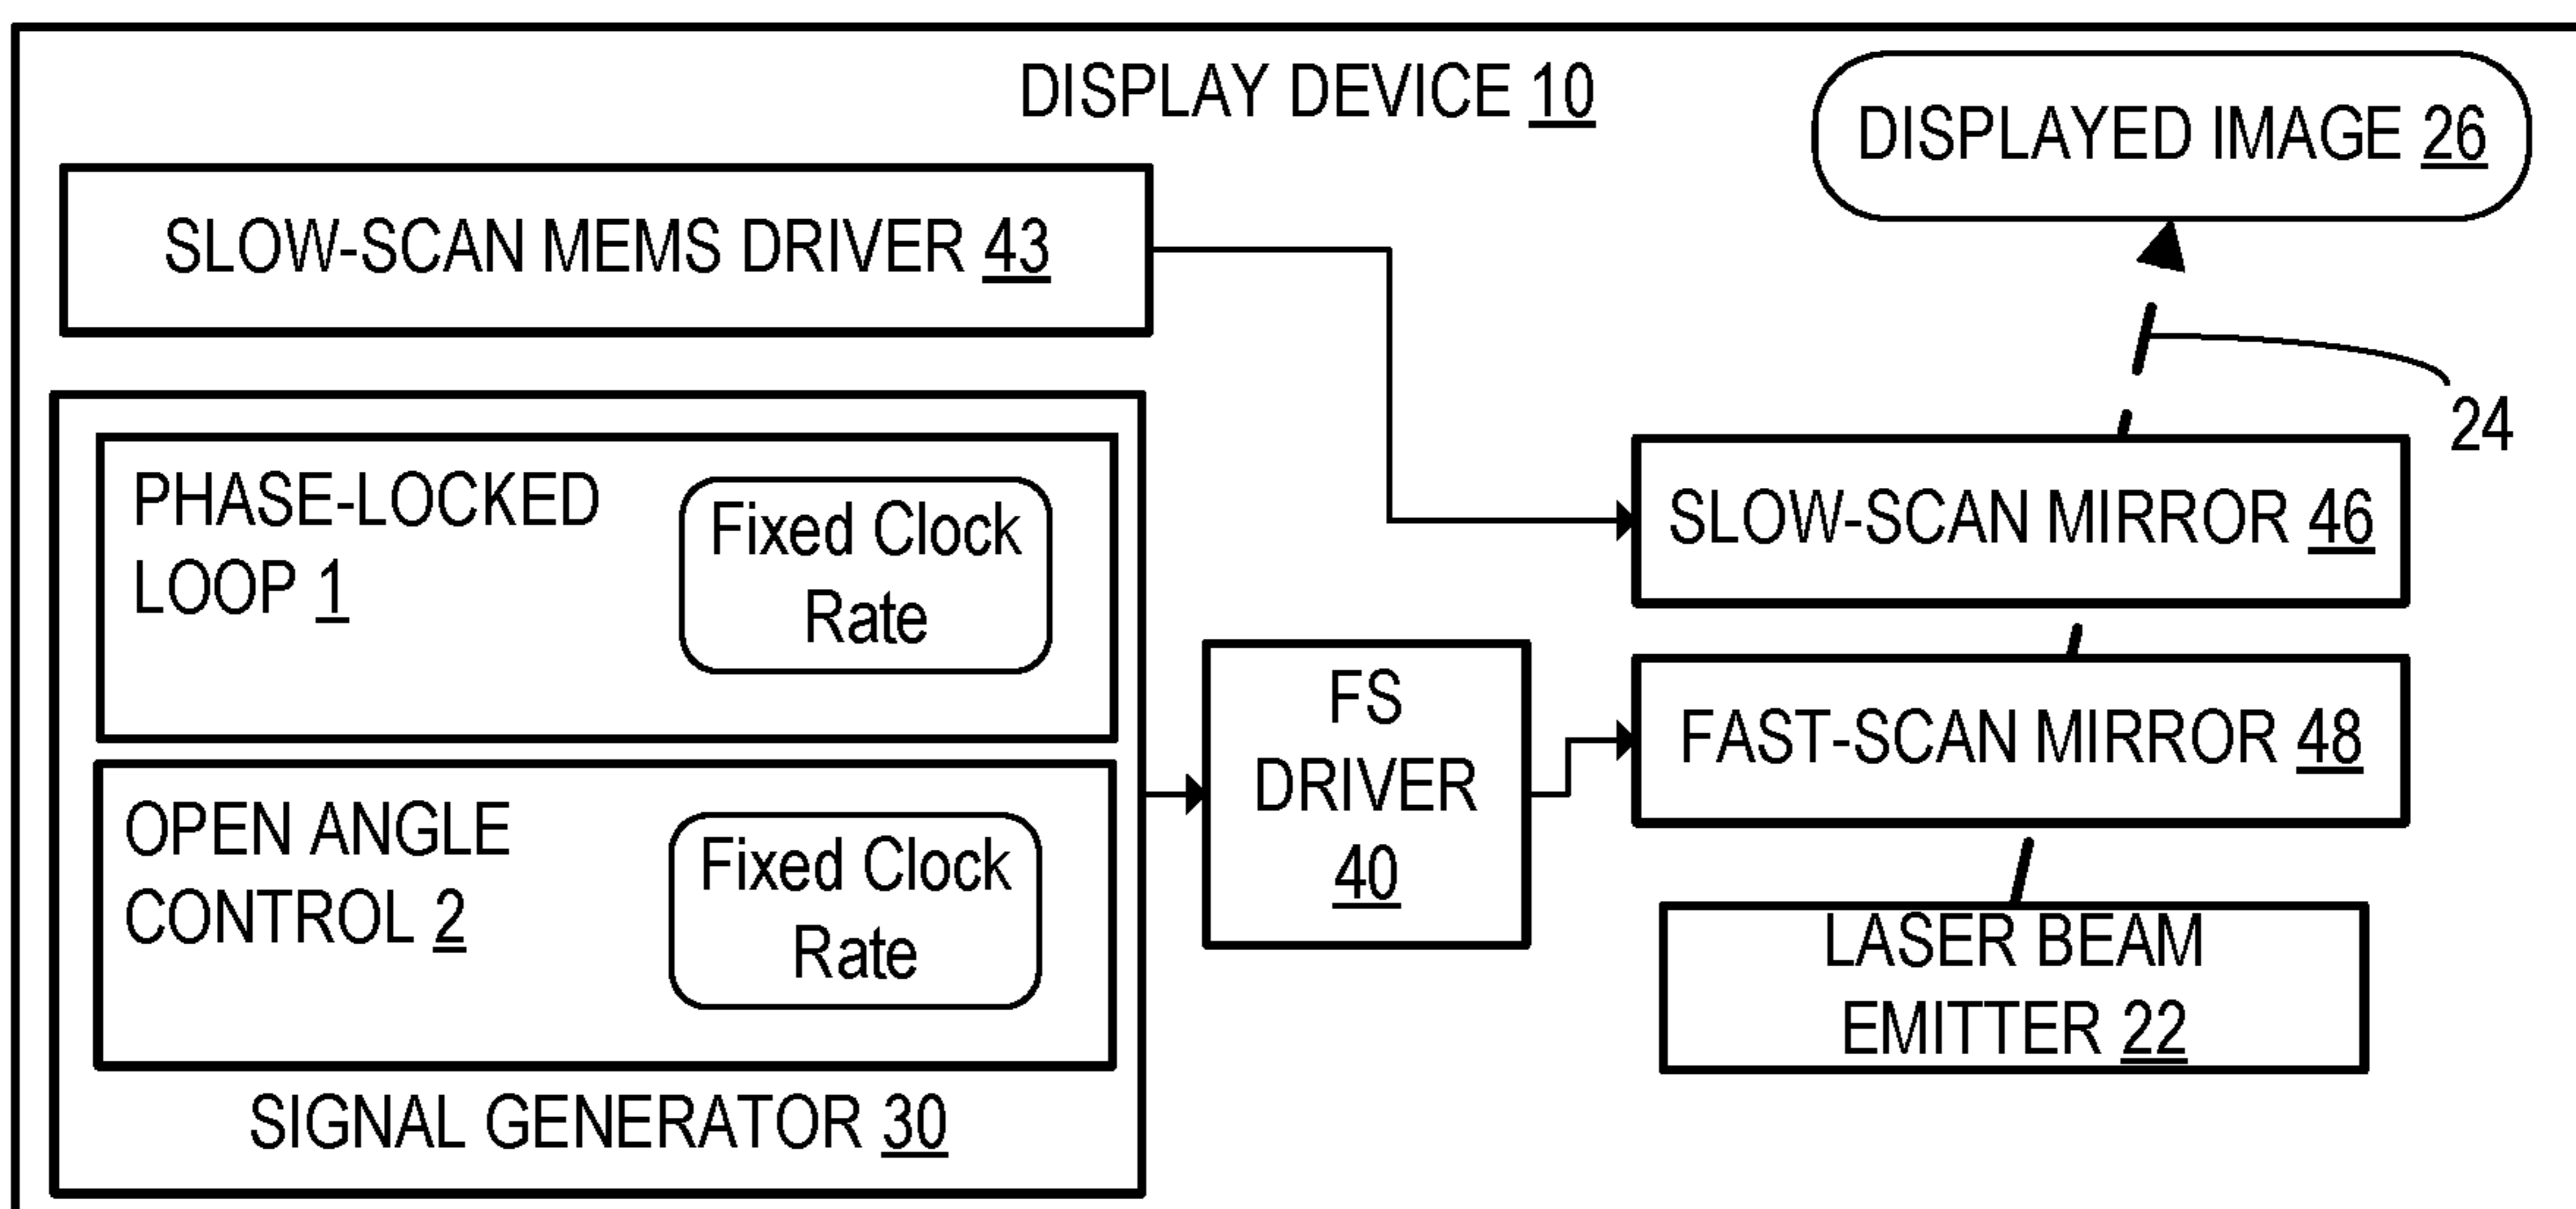 DISPLAY DEVICE 10
DISPLAYED IMAGE 26
SLOW-SCAN MEMS DRIVER 43
24
PHASE-LOCKED
LOOP 1
Fixed Clock
Rate
SLOW-SCAN MIRROR 46
FS
DRIVER
40
FAST-SCAN MIRROR 48
OPEN ANGLE
CONTROL 2
Fixed Clock
Rate
LASER BEAM
EMITTER 22
SIGNAL GENERATOR 30